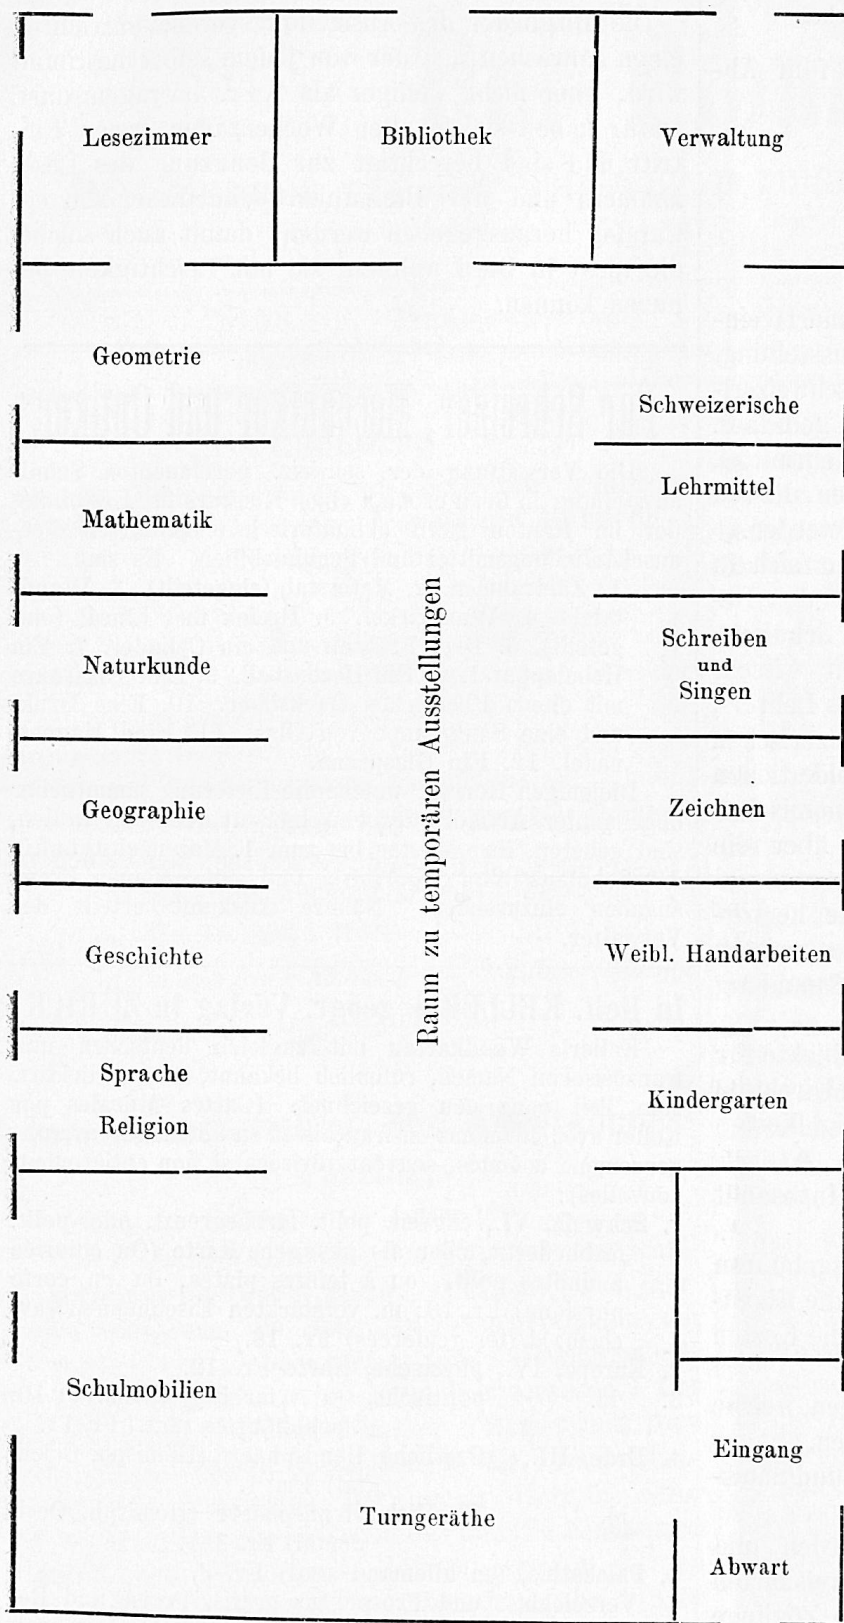 Lesezimmer
Bibliothek
Verwaltung
Geometrie
Schweizerische
Lehrmittel
Mathematik
Raum zu temporären Ausstellungen
Naturkunde
Schreiben
und
Singen
Geographie
Zeichnen
Geschichte
Weibl. Handarbeiten
Sprache
Religion
Kindergarten
Schulmobilien
Eingang
Turngeräthe
Abwart